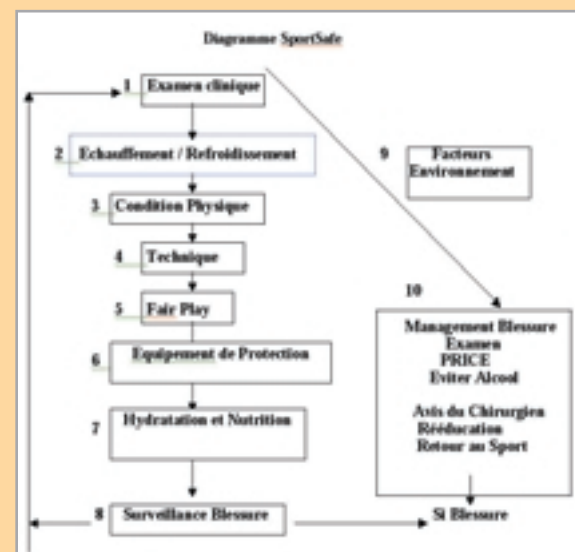 Diagramme SportSafe
1 Examen clinique
2 Echauffement / Refroidissement
3 Condition Physique
4 Technique
5 Fair Play
6 Equipement de Protection
7 Hydratation et Nutrition
8 Surveillance Blessure
9 Facteurs
Environnement
10
Management Blessure
Examen
PRICE
Eviter Alcool
Avis du Chirurgien
Rééducation
Retour au Sport
Si Blessure